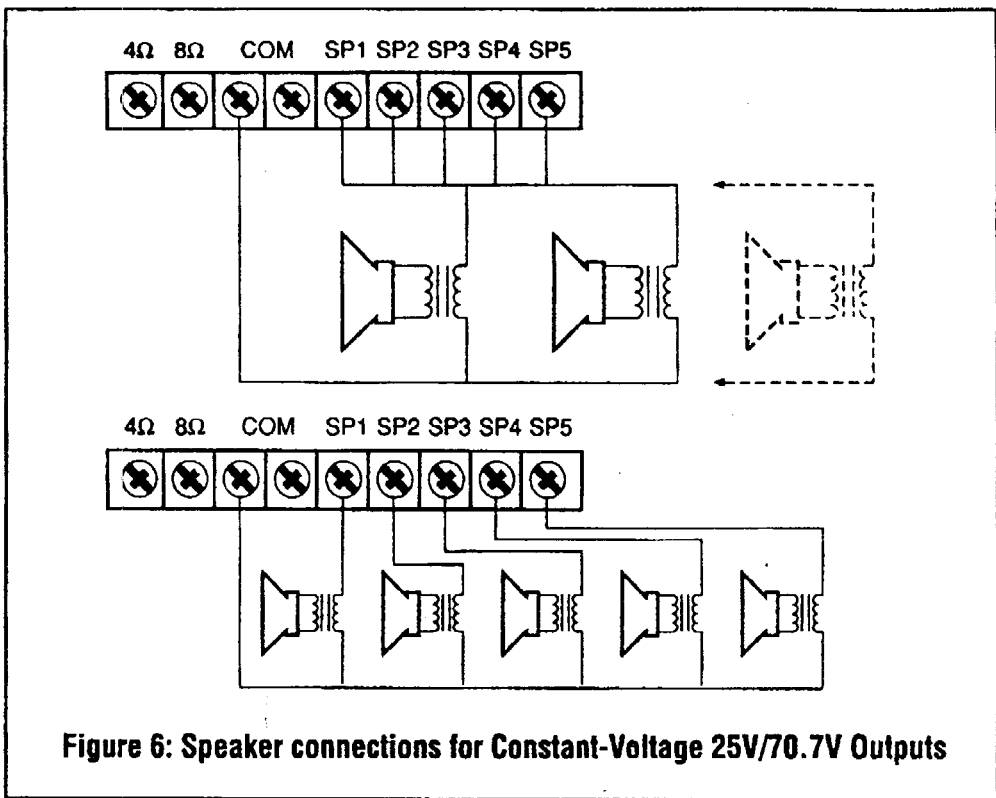 4Ω 8Ω COM SP1 SP2 SP3 SP4 SP5
4Ω 8Ω COM SP1 SP2 SP3 SP4 SP5
Figure 6: Speaker connections for Constant-Voltage 25V/70.7V Outputs